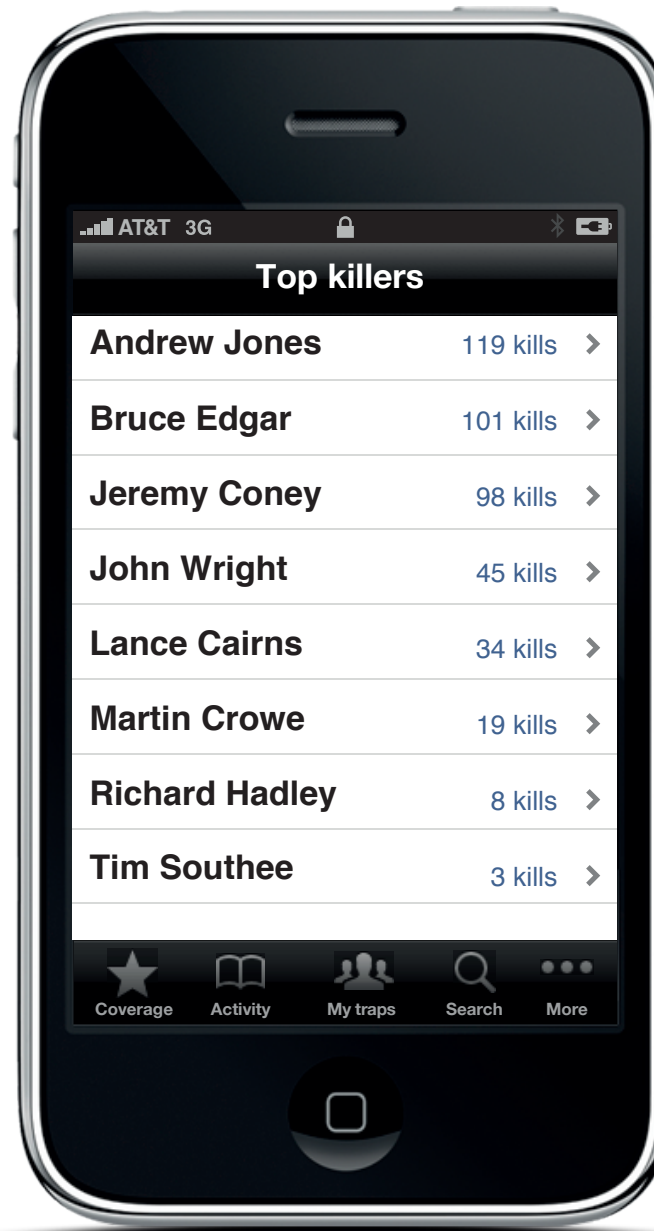 AT&T 3G
Top killers
Andrew Jones 119 kills
Bruce Edgar 101 kills
Jeremy Coney 98 kills
John Wright 45 kills
Lance Cairns 34 kills
Martin Crowe 19 kills
Richard Hadley 8 kills
Tim Southee 3 kills
Coverage Activity My traps Search More